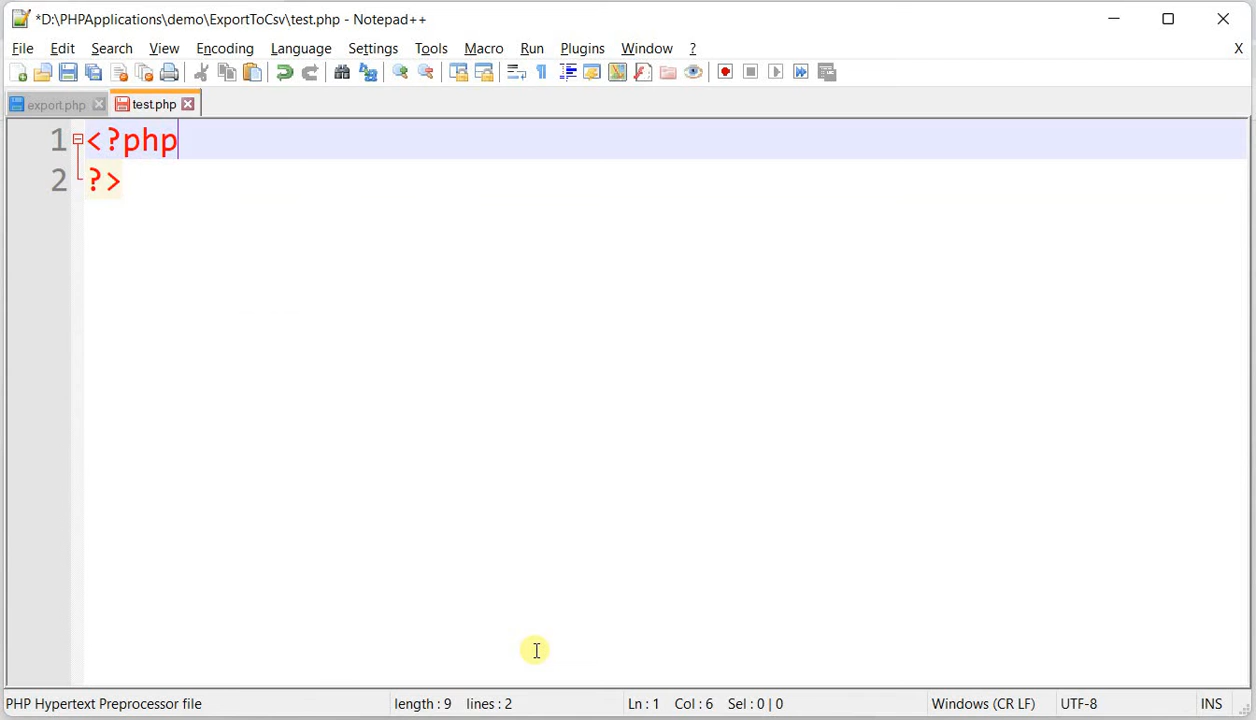 *D:\PHPApplications\demo\ExportToCsv\test.php - Notepad++
File Edit Search View Encoding Language Settings Tools Macro Run Plugins Window ? X
export.php test.php
1 <?php
2 ?>
PHP Hypertext Preprocessor file length : 9 lines : 2 Ln : 1 Col : 6 Sel : 0 | 0 Windows (CR LF) UTF-8 INS